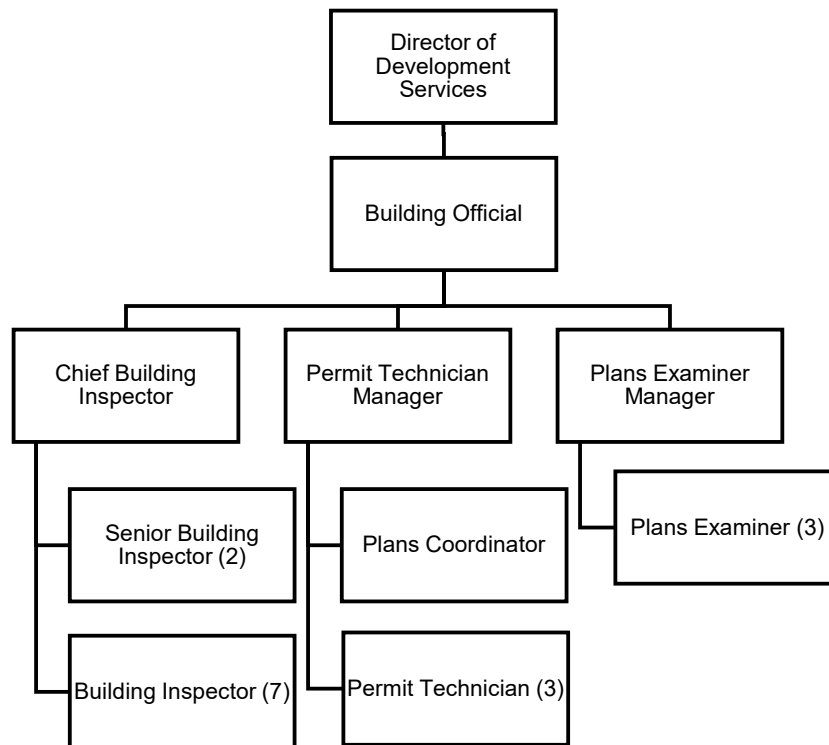 Director of
Development
Services
Building Official
Chief Building
Inspector
Permit Technician
Manager
Plans Examiner
Manager
Senior Building
Inspector (2)
Plans Coordinator
Plans Examiner (3)
Building Inspector (7)
Permit Technician (3)